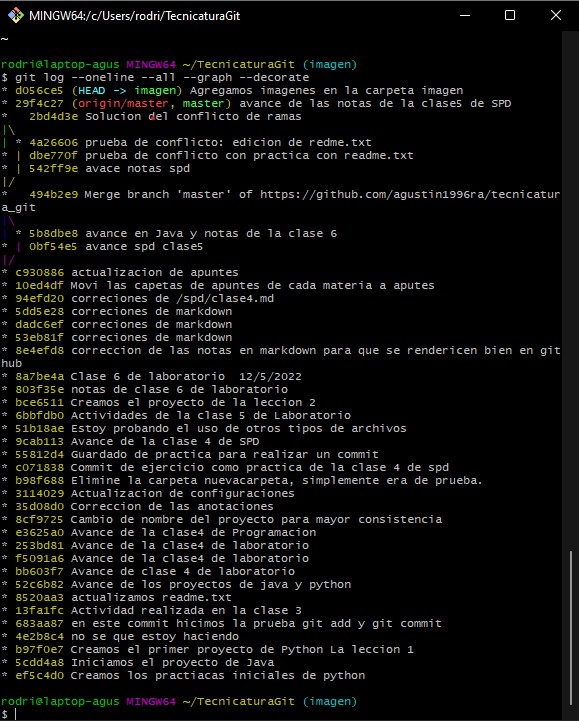 MINGW64:/c/Users/rodri/TecnicaturaGit
~
rodri@laptop-agus MINGW64 ~/TecnicaturaGit (imagen)
$ git log --oneline --all --graph --decorate
* d056ce5 (HEAD -> imagen) Agregamos imagenes en la carpeta imagen
* 29f4c27 (origin/master, master) avance de las notas de la clase5 de SPD
*   2bd4d3e Solucion del conflicto de ramas
|\
| * 4a26606 prueba de conflicto: edicion de redme.txt
* | dbe770f prueba de conflicto con practica con readme.txt
* | 542ff9e avace notas spd
|/
*   494b2e9 Merge branch 'master' of https://github.com/agustin1996ra/tecnicatur
a_git
|\
| * 5b8dbe8 avance en Java y notas de la clase 6
* | 0bf54e5 avance spd clase5
|/
* c930886 actualizacion de apuntes
* 10ed4df Movi las capetas de apuntes de cada materia a aputes
* 94efd20 correciones de /spd/clase4.md
* 5dd5e28 correciones de markdown
* dadc6ef correciones de markdown
* 53eb81f correciones de markdown
* 8e4efd8 correccion de las notas en markdown para que se rendericen bien en git
hub
* 8a7be4a Clase 6 de laboratorio  12/5/2022
* 803f35e notas de clase 6 de laboratorio
* bce6511 Creamos el proyecto de la leccion 2
* 6bbfdb0 Actividades de la clase 5 de Laboratorio
* 51b18ae Estoy probando el uso de otros tipos de archivos
* 9cab113 Avance de la clase 4 de SPD
* 55812d4 Guardado de practica para realizar un commit
* c071838 Commit de ejercicio como practica de la clase 4 de spd
* b98f688 Elimine la carpeta nuevacarpeta, simplemente era de prueba.
* 3114029 Actualizacion de configuraciones
* 35d08d0 Correccion de las anotaciones
* 8cf9725 Cambio de nombre del proyecto para mayor consistencia
* e3625a0 Avance de la clase4 de Programacion
* 253bd81 Avance de la clase4 de laboratorio
* f5091a6 Avance de la clase4 de laboratorio
* bb603f7 Avance de clase 4 de laboratorio
* 52c6b82 Avance de los proyectos de java y python
* 8520aa3 actualizamos readme.txt
* 13fa1fc Actividad realizada en la clase 3
* 683aa87 en este commit hicimos la prueba git add y git commit
* 4e2b8c4 no se que estoy haciendo
* b97f0e7 Creamos el primer proyecto de Python La leccion 1
* 5cdd4a8 Iniciamos el proyecto de Java
* ef5c4d0 Creamos los practiacas iniciales de python
rodri@laptop-agus MINGW64 ~/TecnicaturaGit (imagen)
$